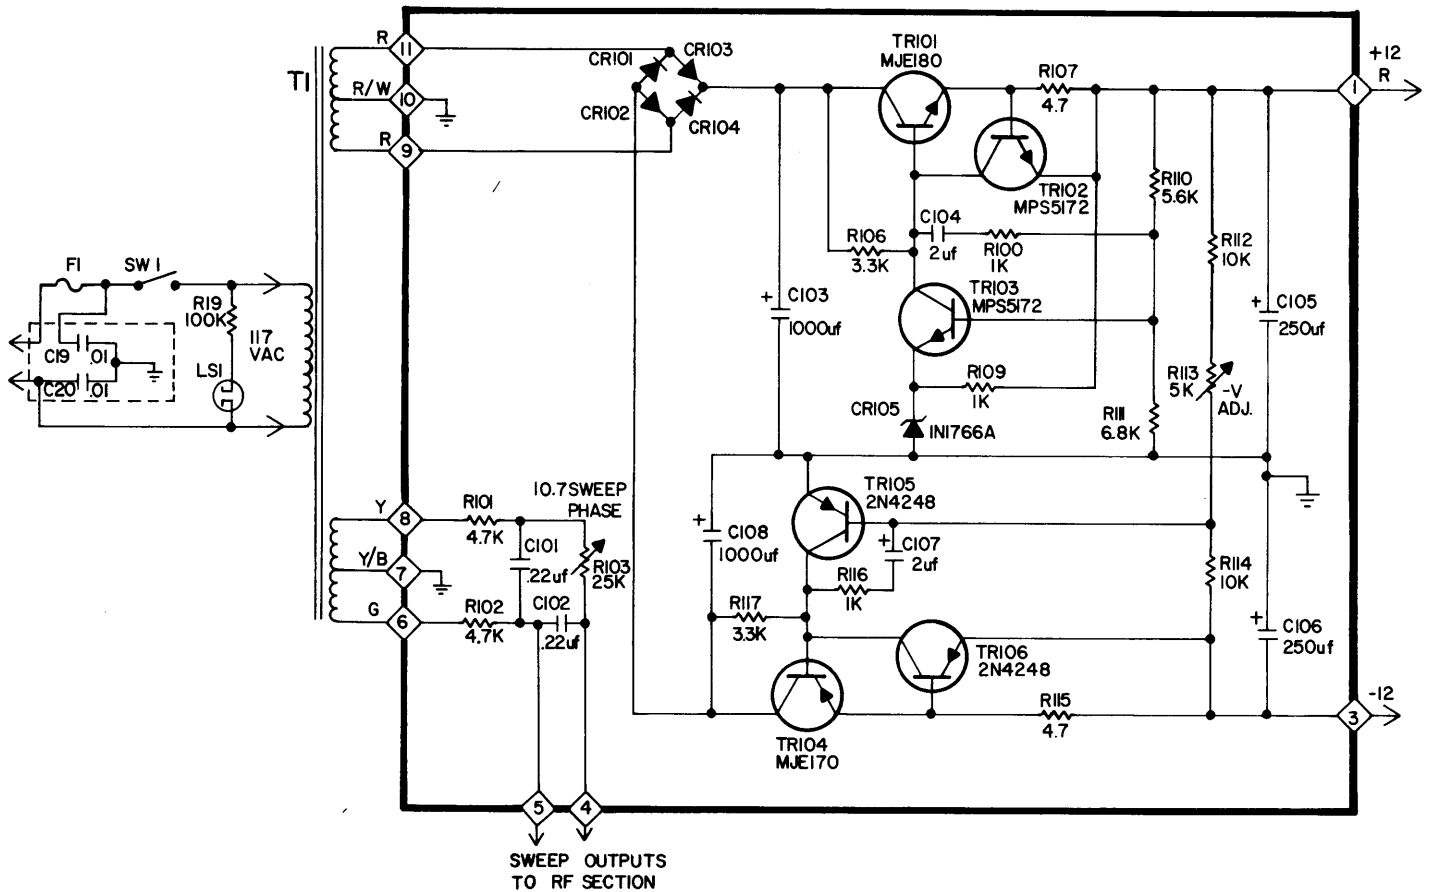 T1
R
11
R/W
10
R
9
CR101
CR103
CR102
CR104
TR101
MJE180
R107
4.7
+12
R
1
TR102
MPS5172
R110
5.6K
C104
2uf
R100
1K
R106
3.3K
R112
10K
TR103
MPS5172
C103
1000uf
+
C105
250uf
+
F1
SW 1
R19
100K
117
VAC
C19
.01
C20
.01
LS1
R109
1K
R113
5K
-V
ADJ.
CR105
1N1766A
R111
6.8K
Y
8
R101
4.7K
10.7 SWEEP
PHASE
C101
.22uf
R103
25K
Y/B
7
G
6
R102
4.7K
C102
.22uf
TR105
2N4248
+
C108
1000uf
+
C107
2uf
R116
1K
R114
10K
R117
3.3K
TR106
2N4248
+
C106
250uf
R115
4.7
-12
3
TR104
MJE170
5
4
SWEEP OUTPUTS
TO RF SECTION